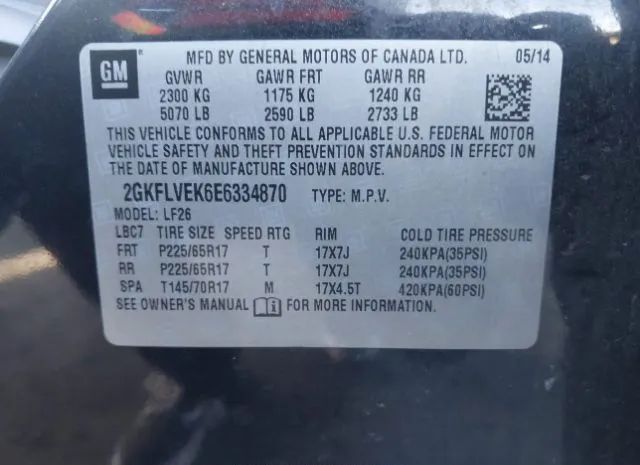 GM ® MFD BY GENERAL MOTORS OF CANADA LTD. 05/14
GVWR GAWR FRT GAWR RR
2300 KG 1175 KG 1240 KG
5070 LB 2590 LB 2733 LB
THIS VEHICLE CONFORMS TO ALL APPLICABLE U.S. FEDERAL MOTOR
VEHICLE SAFETY AND THEFT PREVENTION STANDARDS IN EFFECT ON
THE DATE OF MANUFACTURE SHOWN ABOVE.
2GKFLVEK6E6334870 TYPE: M.P.V.
MODEL: LF26
LBC7 TIRE SIZE SPEED RTG RIM COLD TIRE PRESSURE
FRT P225/65R17 T 17X7J 240KPA(35PSI)
RR P225/65R17 T 17X7J 240KPA(35PSI)
SPA T145/70R17 M 17X4.5T 420KPA(60PSI)
SEE OWNER'S MANUAL i FOR MORE INFORMATION.